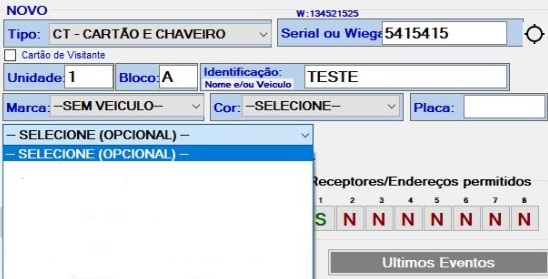 NOVO
W:134521525
Tipo: CT - CARTÃO E CHAVEIRO Serial ou Wiega 5415415
Cartão de Visitante
Unidade: 1 Bloco: A Identificação: Nome e/ou Veiculo TESTE
Marca: --SEM VEICULO-- Cor: --SELECIONE-- Placa:
-- SELECIONE (OPCIONAL) --
-- SELECIONE (OPCIONAL) --
Receptores/Endereços permitidos
1 2 3 4 5 6 7 8
S N N N N N N N
Ultimos Eventos